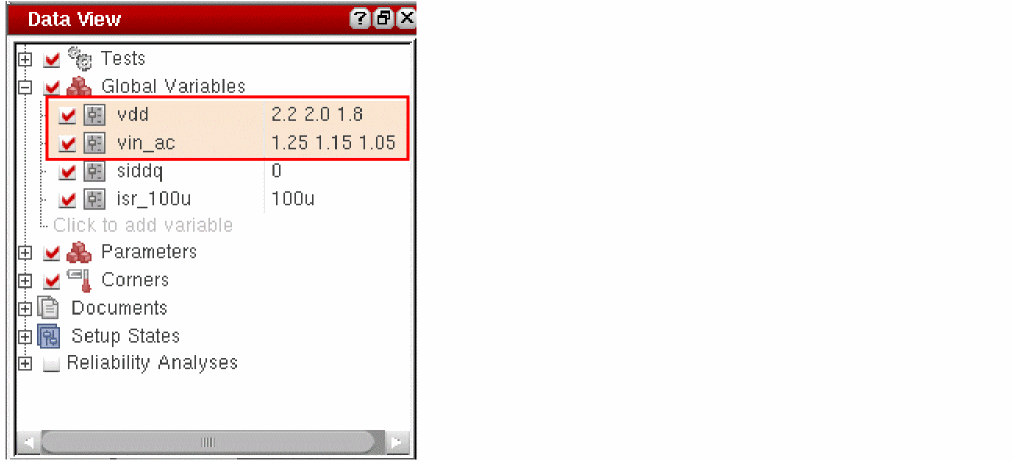 Data View
Tests
Global Variables
vdd 2.2 2.0 1.8
vin_ac 1.25 1.15 1.05
siddq 0
isr_100u 100u
Click to add variable
Parameters
Corners
Documents
Setup States
Reliability Analyses